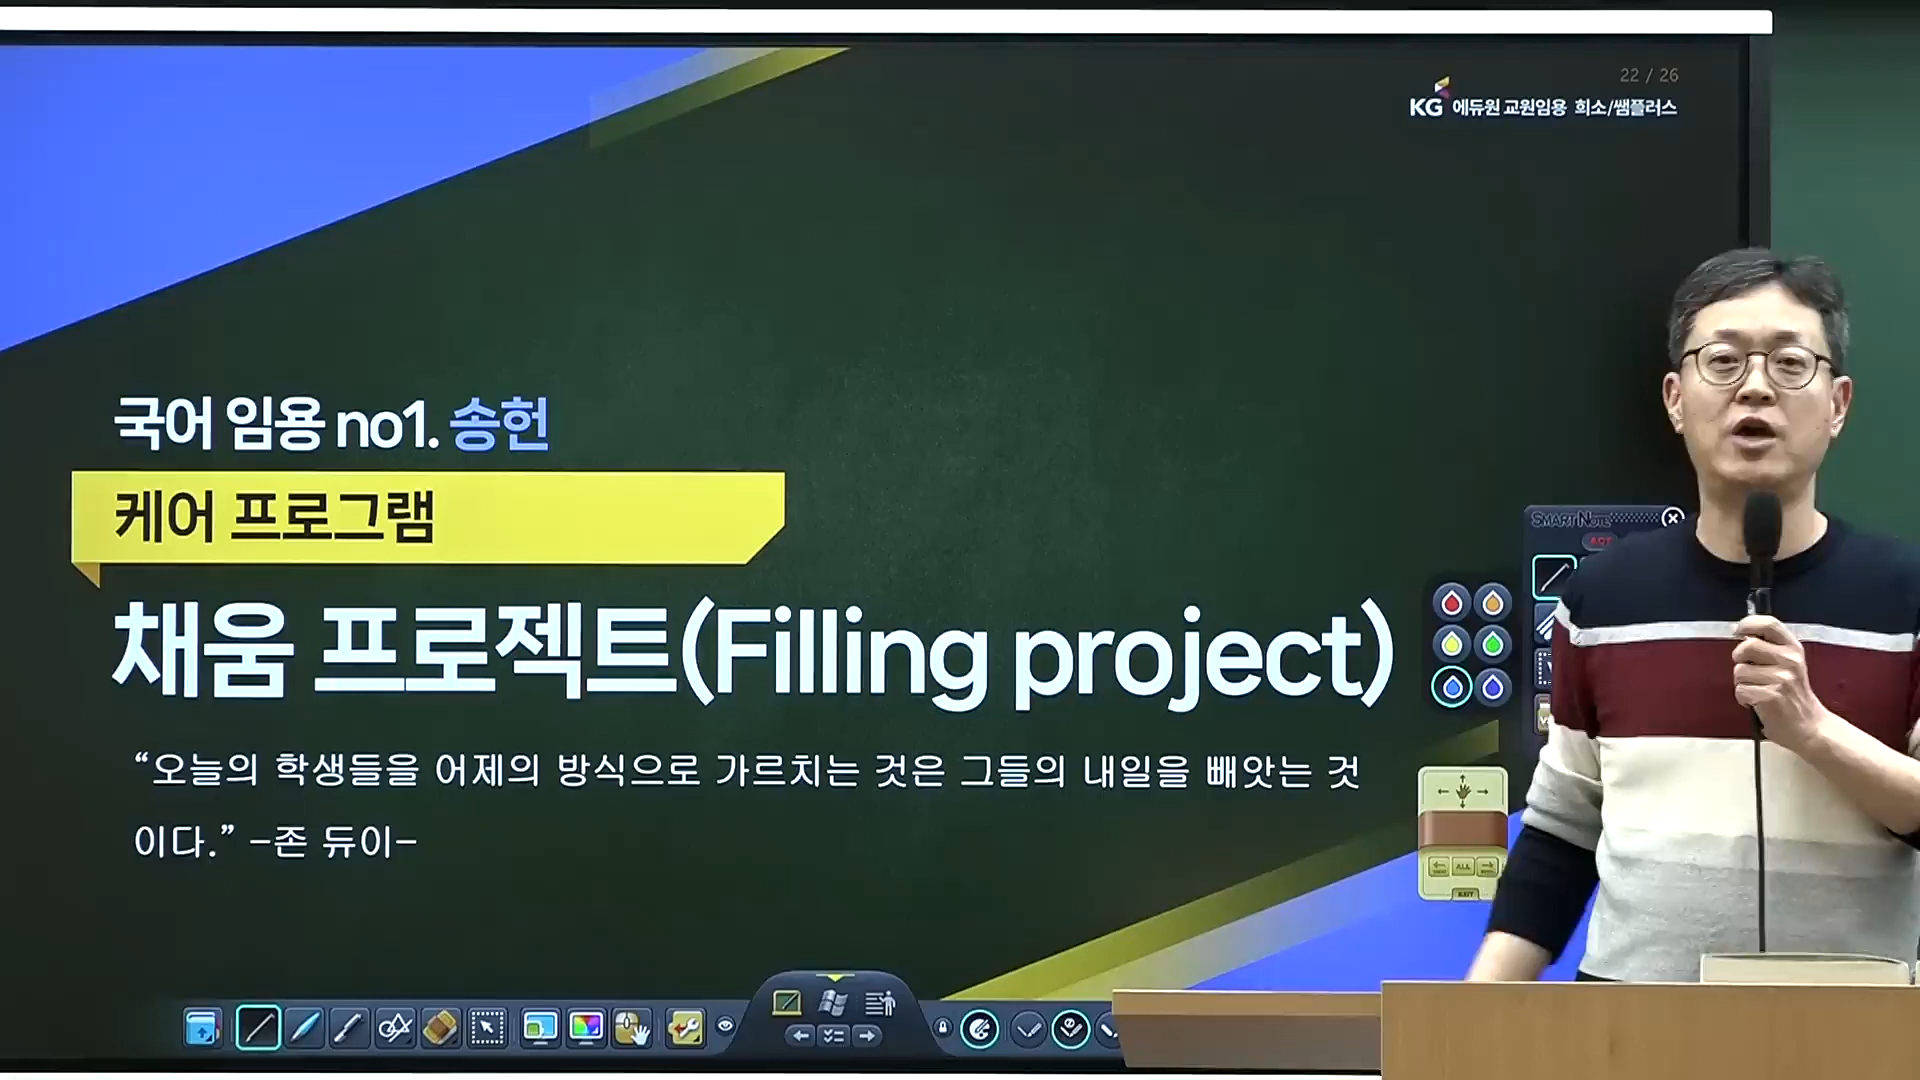 22 / 26
KG 에듀원 교원임용 희소/쌤플러스
국어 임용 no1. 송헌
케어 프로그램
채움 프로젝트(Filling project)
“오늘의 학생들을 어제의 방식으로 가르치는 것은 그들의 내일을 빼앗는 것
이다.” -존 듀이-
SMART NOTE
ALL
EXIT